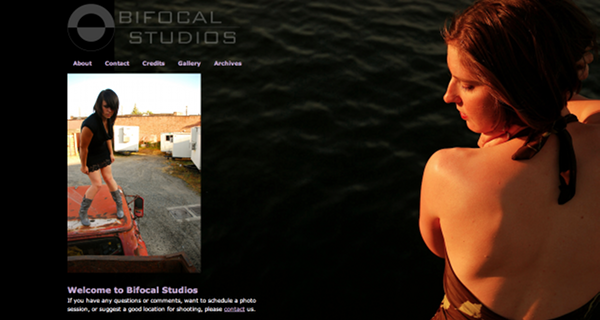 BIFOCAL
STUDIOS
About Contact Credits Gallery Archives
Welcome to Bifocal Studios
If you have any questions or comments, want to schedule a photo
session, or suggest a good location for shooting, please contact us.